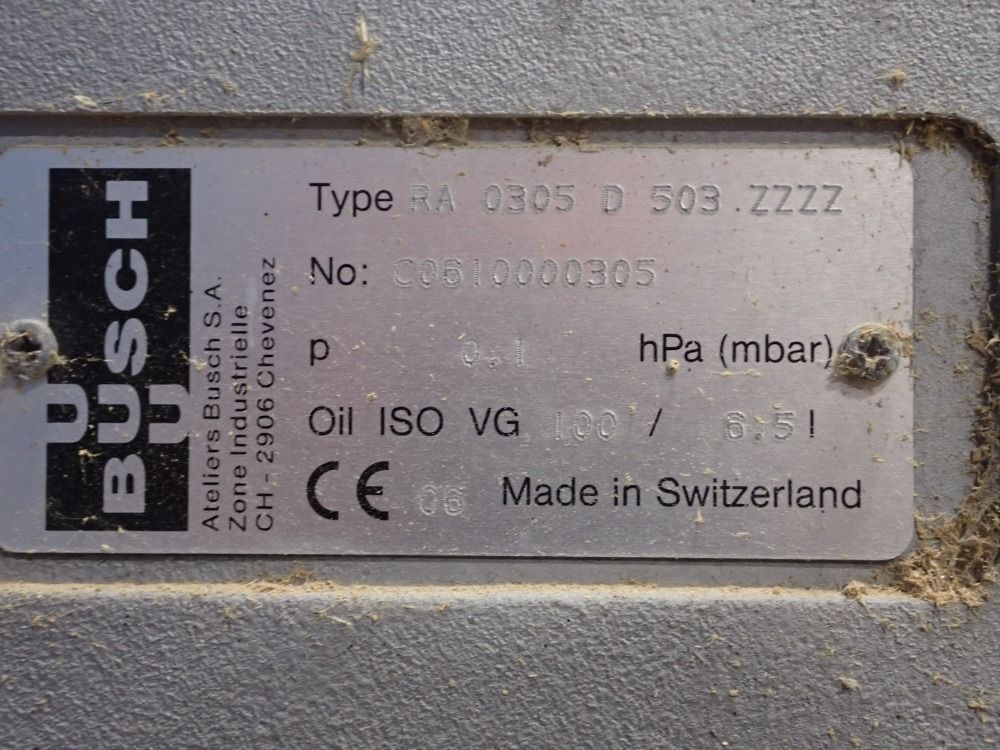 BUSCH
Ateliers Busch S.A.
Zone Industrielle
CH - 2906 Chevenez
Type RA 0305 D 503 ZZZZ
No: C0610000305
p 0.1 hPa (mbar)
Oil ISO VG 100 / 6.5 l
CE 06 Made in Switzerland